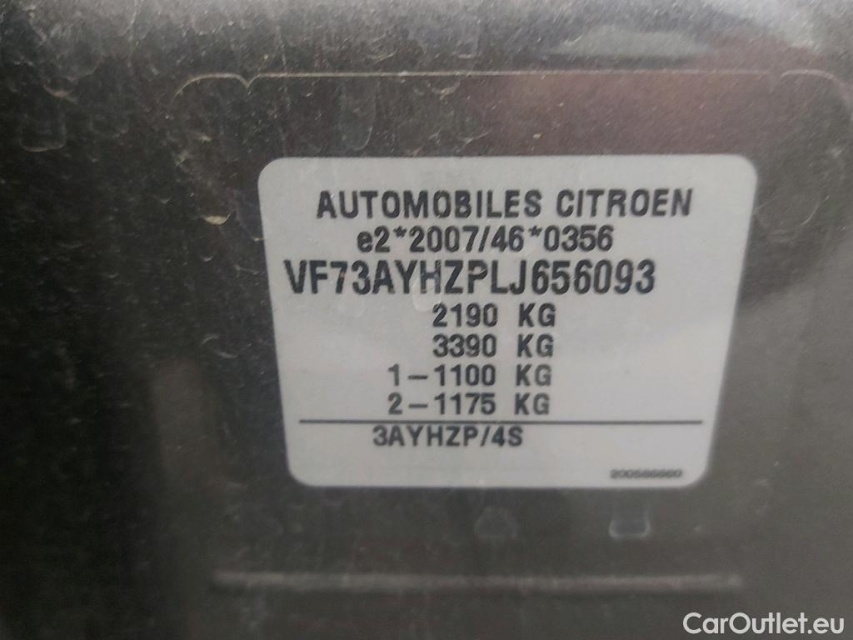 AUTOMOBILES CITROEN
e2*2007/46*0356
VF73AYHZPLJ656093
2190 KG
3390 KG
1-1100 KG
2-1175 KG
3AYHZP/4S
CarOutlet.eu